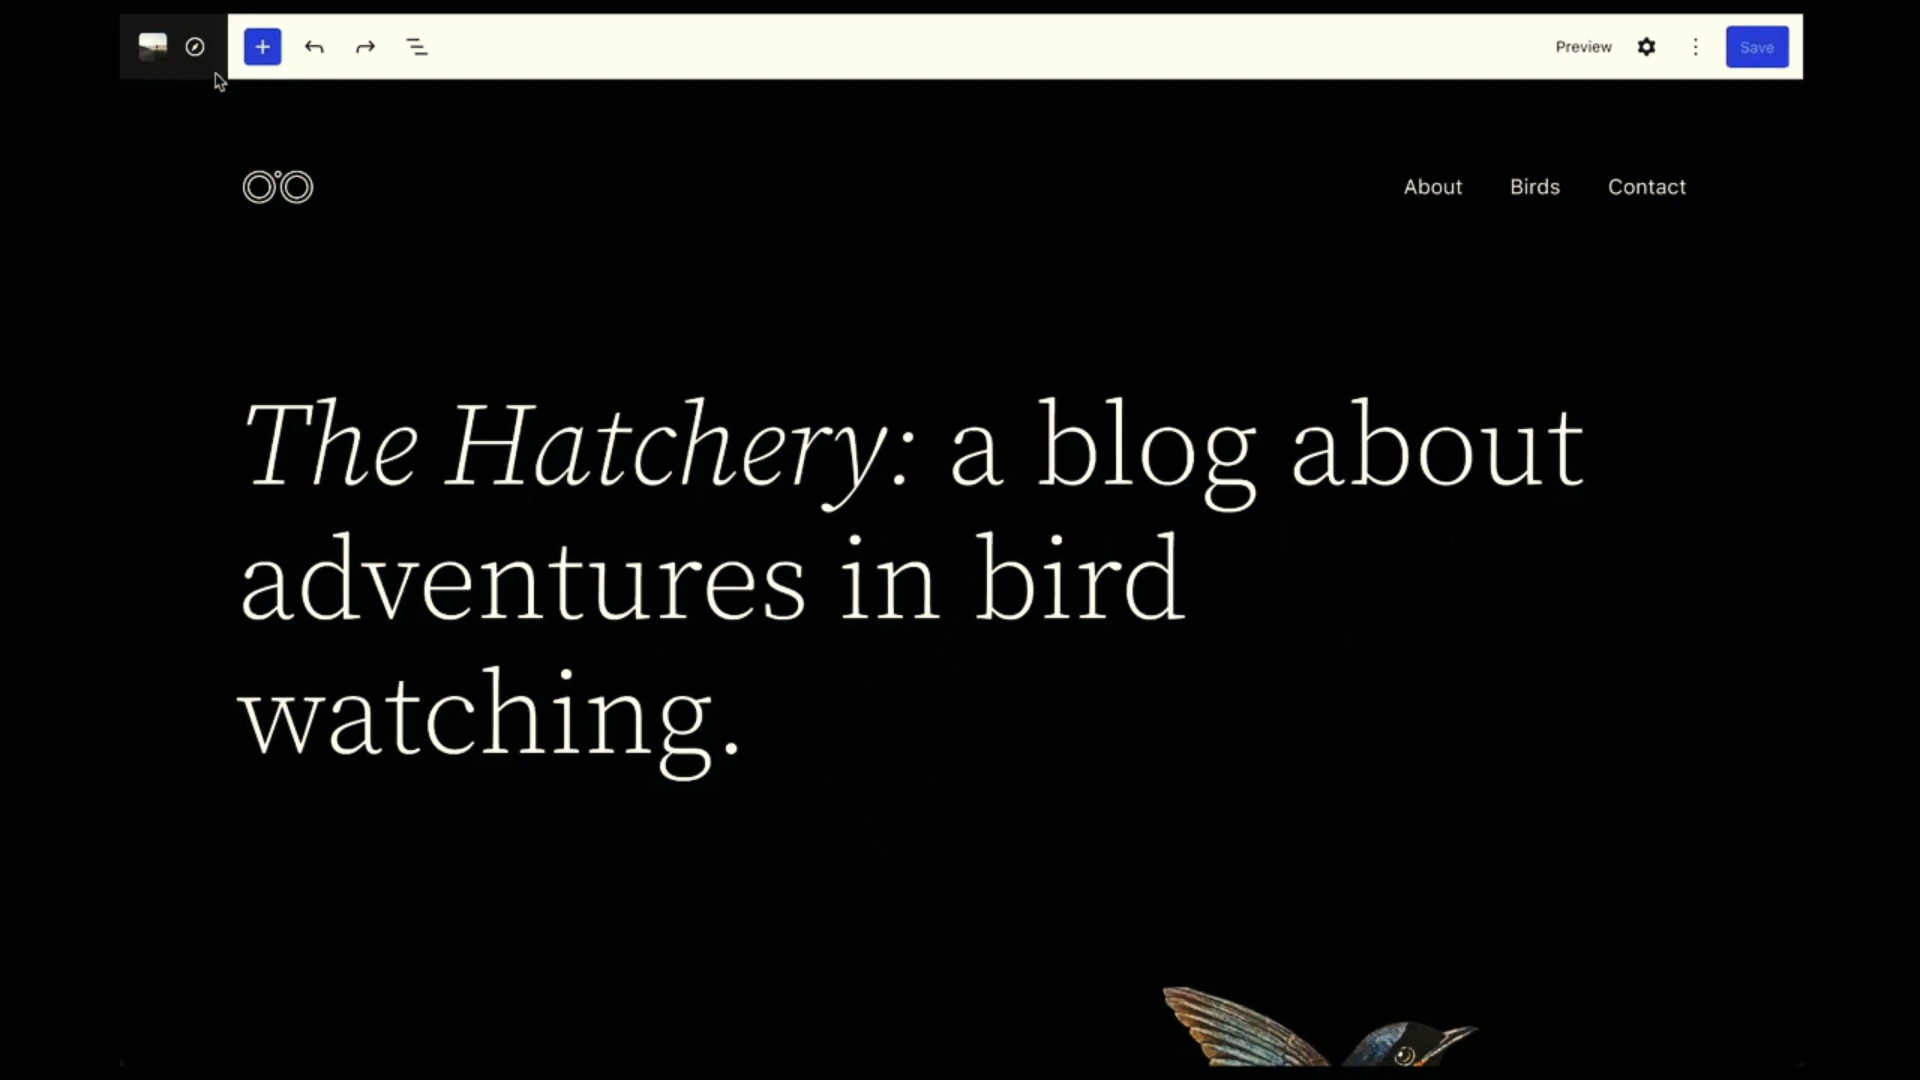 Preview
Save
About
Birds
Contact
The Hatchery: a blog about
adventures in bird
watching.